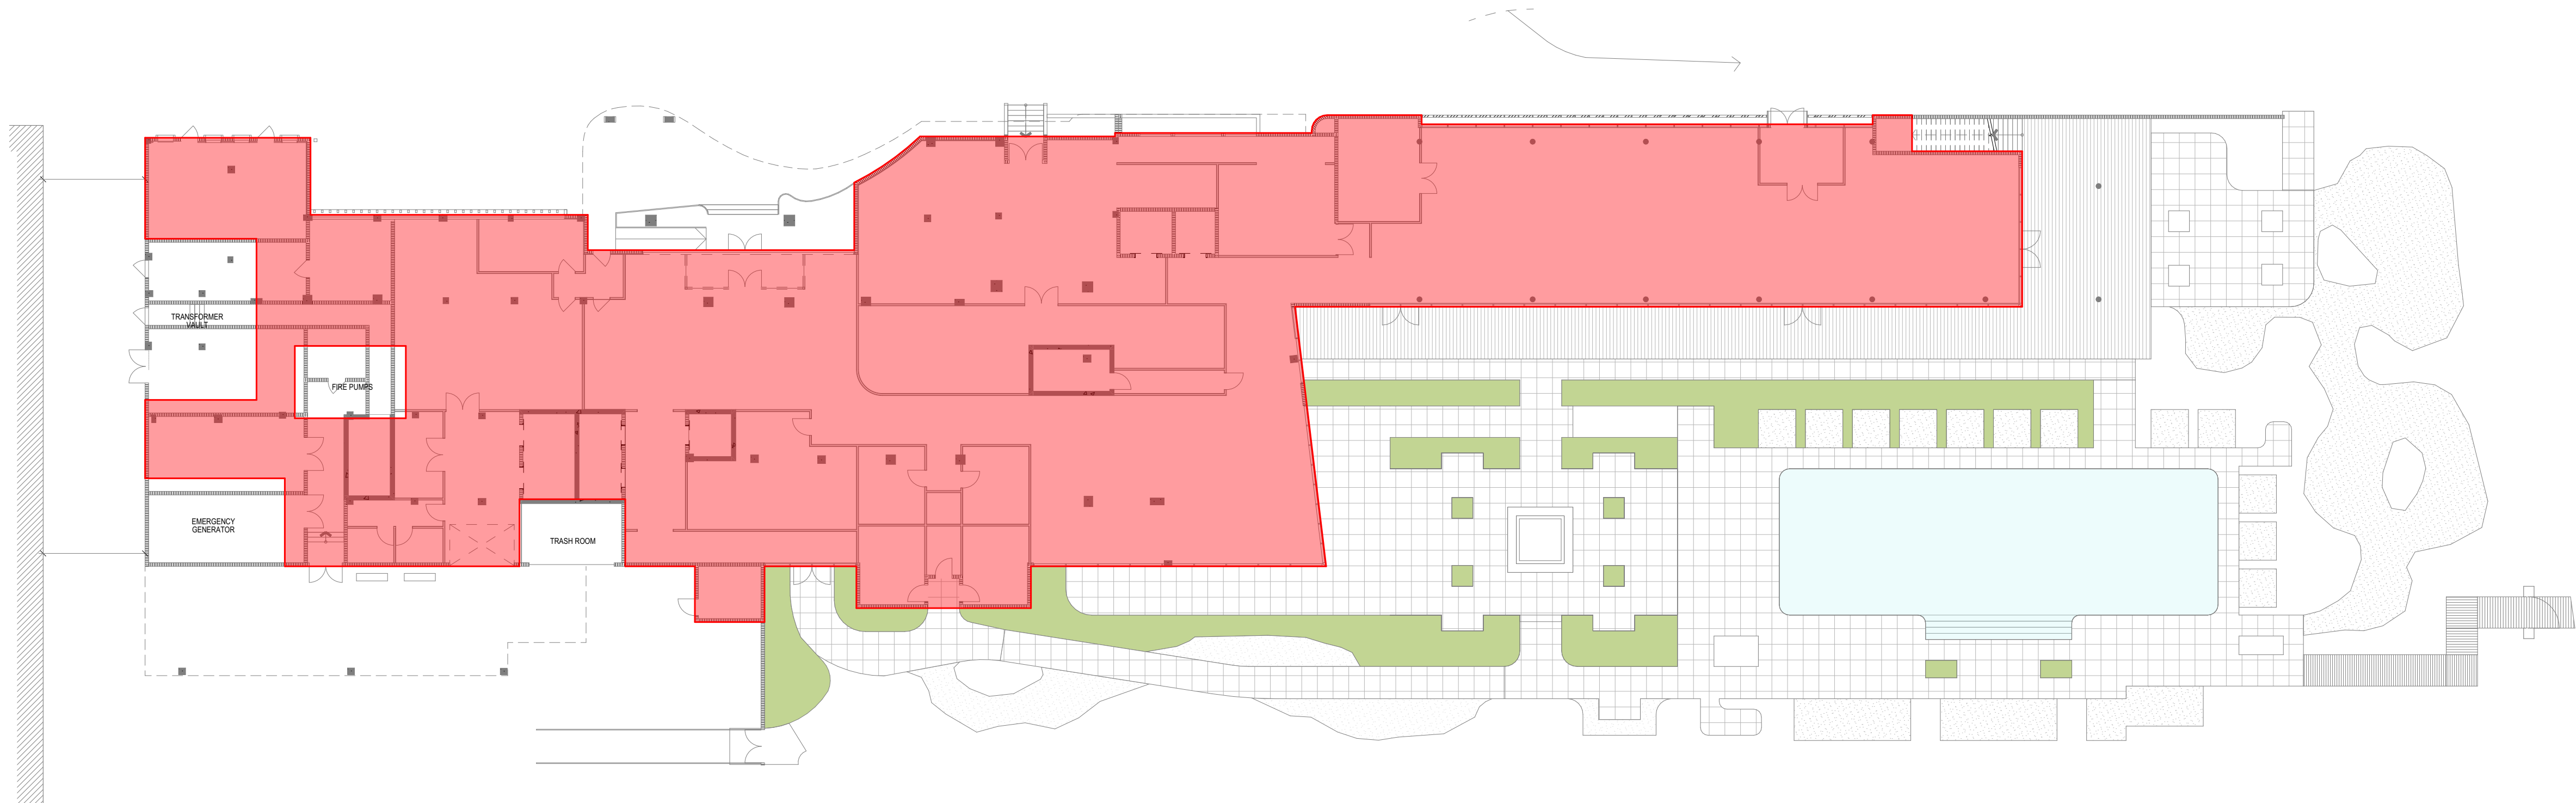 TRANSFORMER
VAULT
FIRE PUMPS
EMERGENCY
GENERATOR
TRASH ROOM